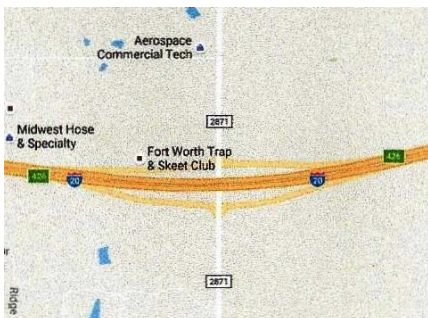 Aerospace
Commercial Tech
2871
Midwest Hose
& Specialty
Fort Worth Trap
& Skeet Club
426
426
20
20
2871
Ridge